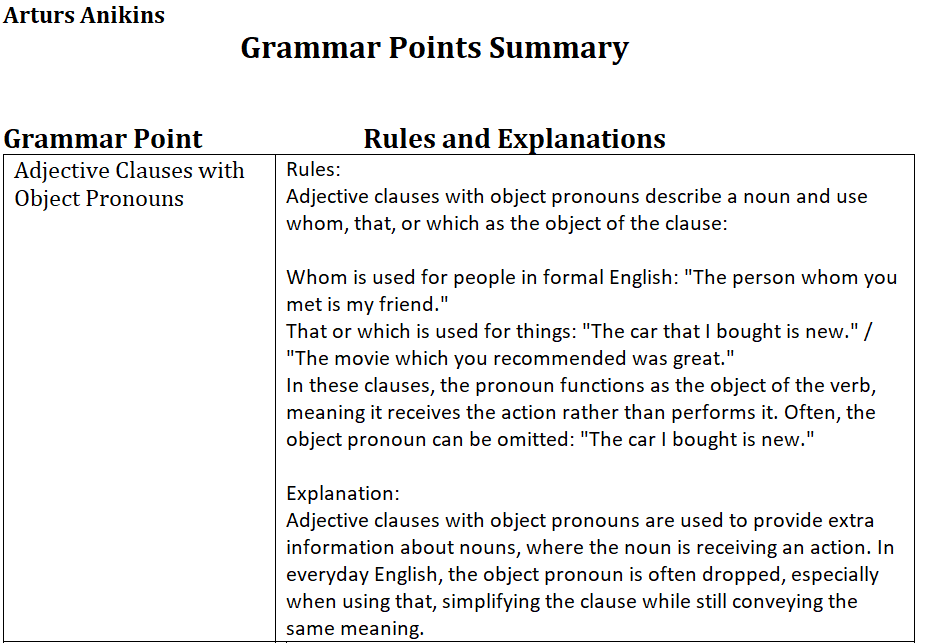 Arturs Anikins
Grammar Points Summary
Grammar Point
Rules and Explanations
Adjective Clauses with
Object Pronouns
Rules:
Adjective clauses with object pronouns describe a noun and use
whom, that, or which as the object of the clause:
Whom is used for people in formal English: "The person whom you
met is my friend."
That or which is used for things: "The car that I bought is new." /
"The movie which you recommended was great."
In these clauses, the pronoun functions as the object of the verb,
meaning it receives the action rather than performs it. Often, the
object pronoun can be omitted: "The car I bought is new."
Explanation:
Adjective clauses with object pronouns are used to provide extra
information about nouns, where the noun is receiving an action. In
everyday English, the object pronoun is often dropped, especially
when using that, simplifying the clause while still conveying the
same meaning.